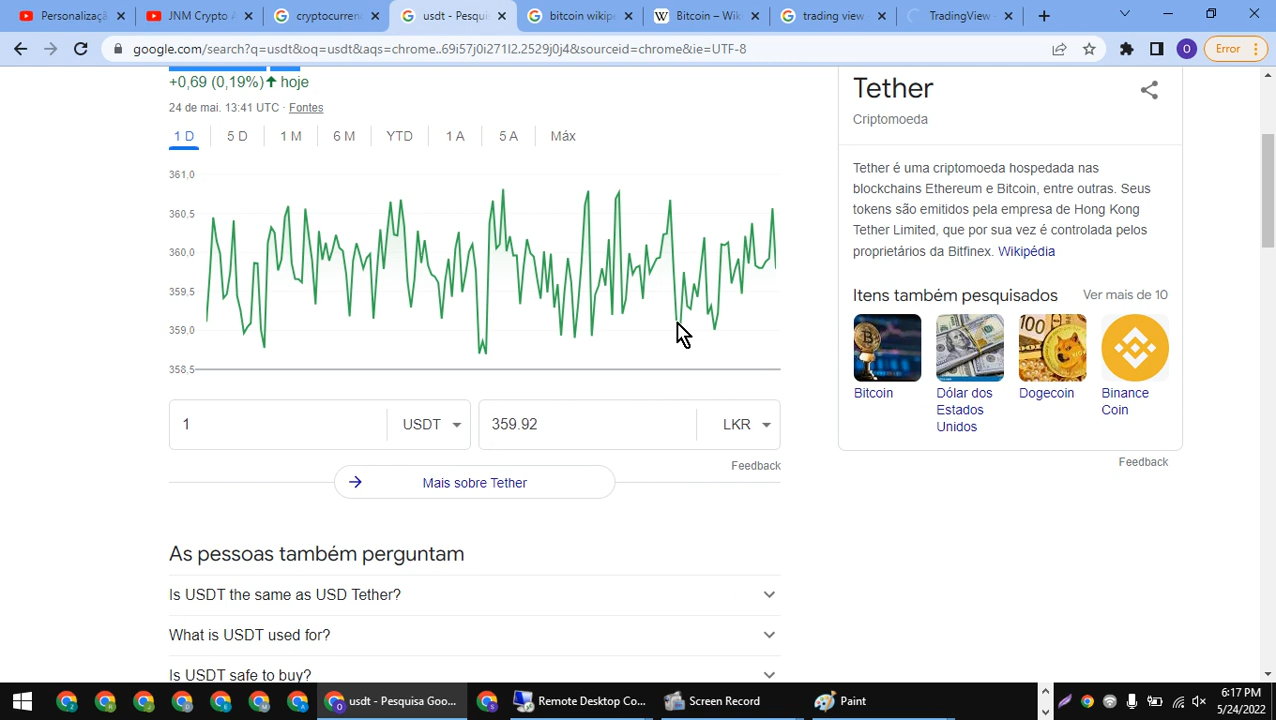 Personalizaçã
JNM Crypto A
cryptocurren
usdt - Pesqui
bitcoin wikip
Bitcoin – Wiki
trading view
TradingView -
google.com/search?q=usdt&oq=usdt&aqs=chrome..69i57j0i271l2.2529j0j4&sourceid=chrome&ie=UTF-8
O
Error
+0,69 (0,19%) hoje
24 de mai. 13:41 UTC · Fontes
1 D 5 D 1 M 6 M YTD 1 A 5 A Máx
361,0
360,5
360,0
359,5
359,0
358,5
1 USDT 359.92 LKR
Feedback
Mais sobre Tether
As pessoas também perguntam
Is USDT the same as USD Tether?
What is USDT used for?
Is USDT safe to buy?
Tether
Criptomoeda
Tether é uma criptomoeda hospedada nas
blockchains Ethereum e Bitcoin, entre outras. Seus
tokens são emitidos pela empresa de Hong Kong
Tether Limited, que por sua vez é controlada pelos
proprietários da Bitfinex. Wikipédia
Itens também pesquisados Ver mais de 10
100
Bitcoin
Dólar dos
Estados
Unidos
Dogecoin
Binance
Coin
Feedback
usdt - Pesquisa Goo...
Remote Desktop Co...
Screen Record
Paint
6:17 PM
5/24/2022